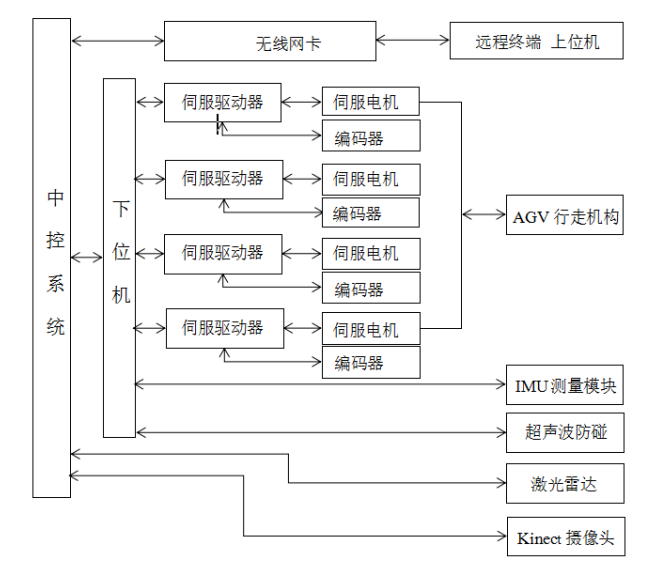 无线网卡
远程终端 上位机
中控系统
下位机
伺服驱动器
伺服电机
编码器
伺服驱动器
伺服电机
编码器
AGV 行走机构
伺服驱动器
伺服电机
编码器
伺服驱动器
伺服电机
编码器
IMU测量模块
超声波防碰
激光雷达
Kinect 摄像头